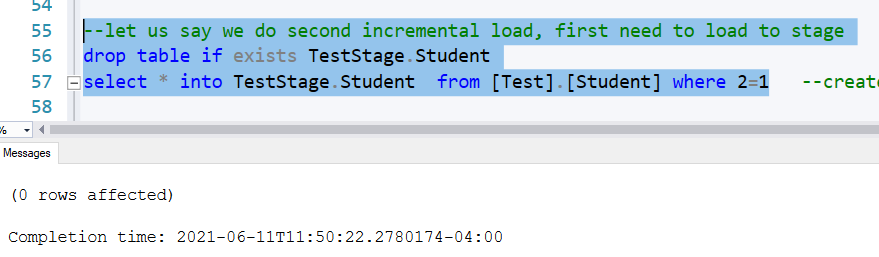 54
55 --let us say we do second incremental load, first need to load to stage
56 drop table if exists TestStage.Student
57 select * into TestStage.Student  from [Test].[Student] where 2=1   --create
58
%
Messages
(0 rows affected)
Completion time: 2021-06-11T11:50:22.2780174-04:00